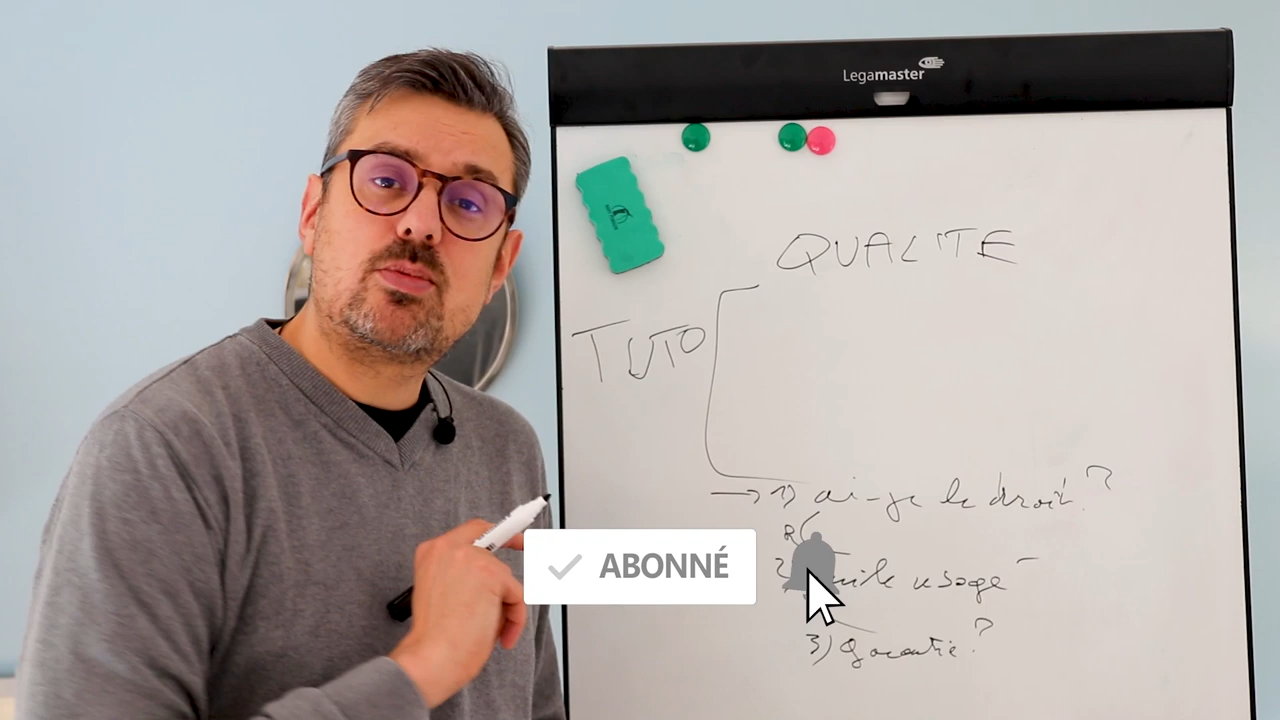 Legamaster
QUALITE
TUTO
→ 1) ai-je le droit ?
usage
3) Garantie ?
ABONNÉ